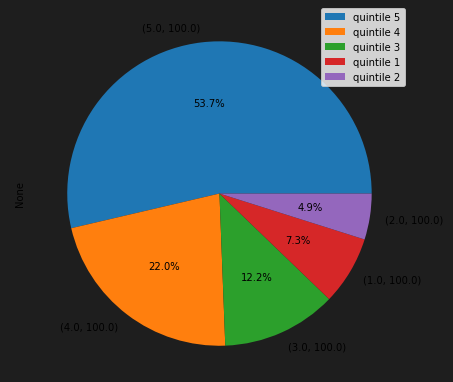 quintile 5
quintile 4
quintile 3
quintile 1
quintile 2
(5.0, 100.0)
53.7%
None
4.9%
(2.0, 100.0)
7.3%
22.0%
12.2%
(1.0, 100.0)
(4.0, 100.0)
(3.0, 100.0)